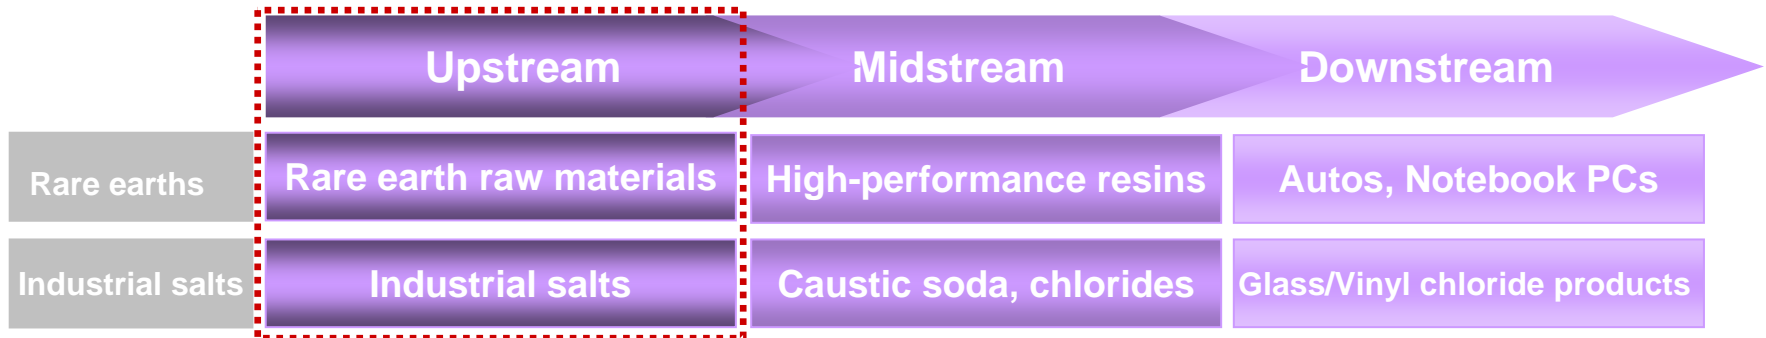 Upstream
Midstream
Downstream
Rare earths
Rare earth raw materials
High-performance resins
Autos, Notebook PCs
Industrial salts
Industrial salts
Caustic soda, chlorides
Glass/Vinyl chloride products